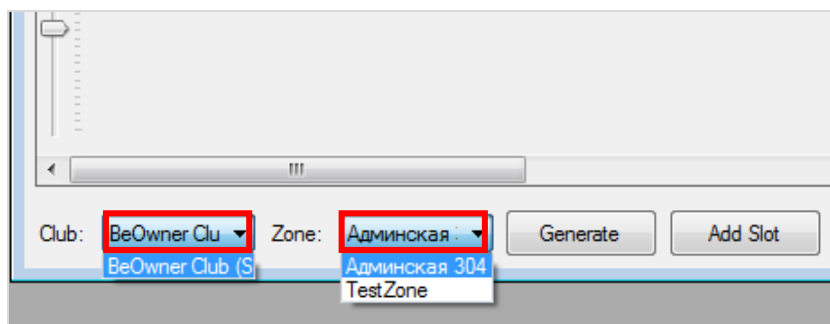 Club: BeOwner Clu Zone: Админская Generate Add Slot
BeOwner Club (S Админская 304
TestZone